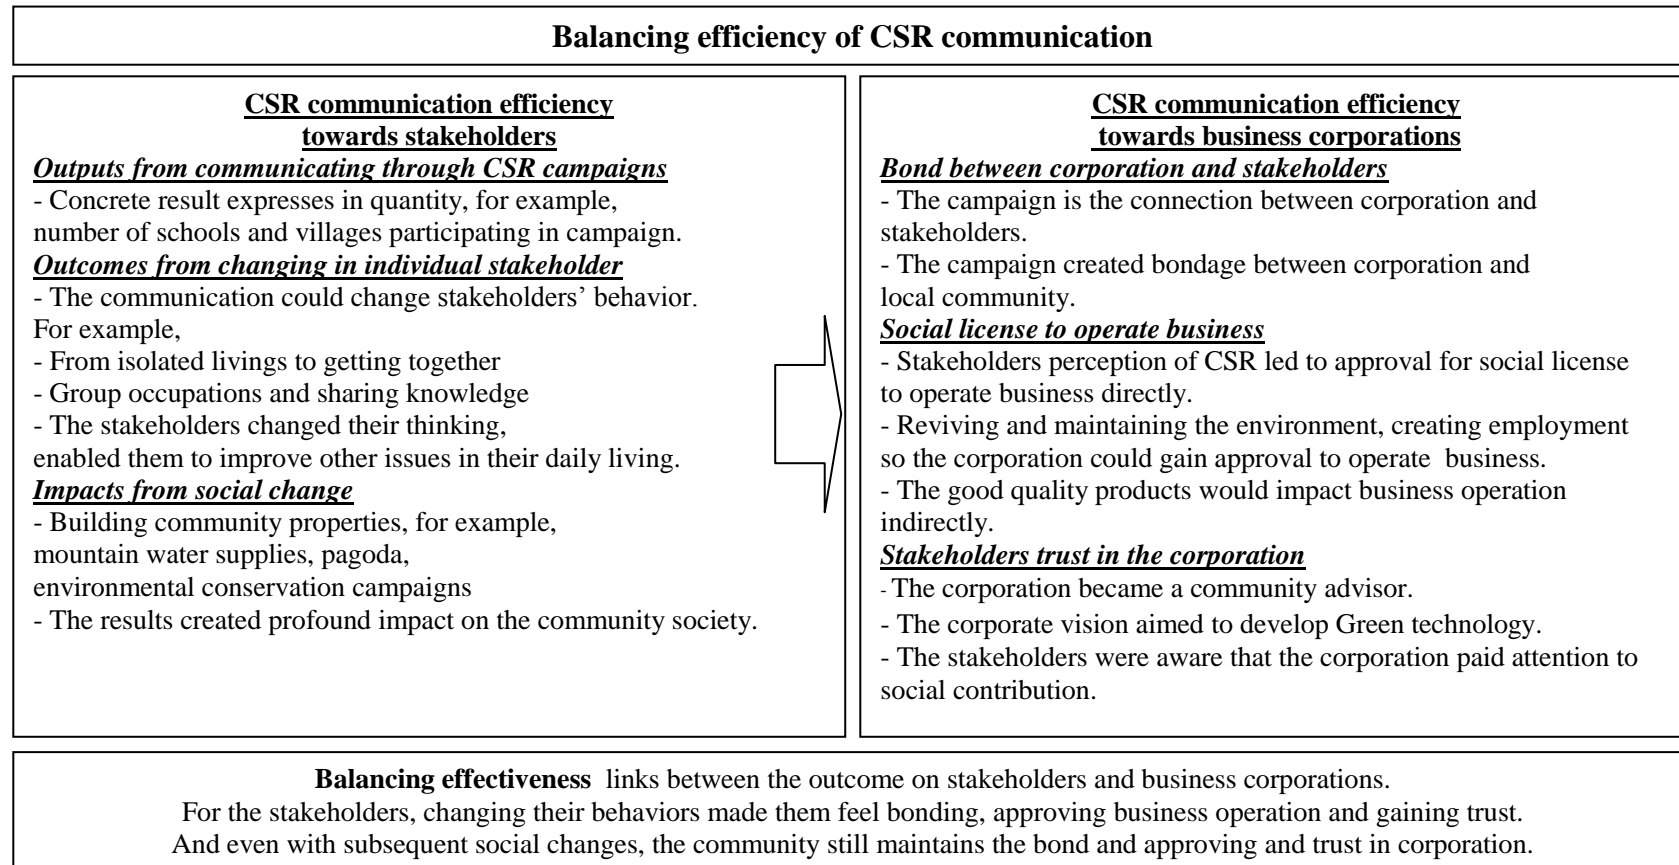 Balancing efficiency of CSR communication
CSR communication efficiency
towards stakeholders
Outputs from communicating through CSR campaigns
- Concrete result expresses in quantity, for example,
number of schools and villages participating in campaign.
Outcomes from changing in individual stakeholder
- The communication could change stakeholders’ behavior.
For example,
- From isolated livings to getting together
- Group occupations and sharing knowledge
- The stakeholders changed their thinking,
enabled them to improve other issues in their daily living.
Impacts from social change
- Building community properties, for example,
mountain water supplies, pagoda,
environmental conservation campaigns
- The results created profound impact on the community society.
CSR communication efficiency
towards business corporations
Bond between corporation and stakeholders
- The campaign is the connection between corporation and
stakeholders.
- The campaign created bondage between corporation and
local community.
Social license to operate business
- Stakeholders perception of CSR led to approval for social license
to operate business directly.
- Reviving and maintaining the environment, creating employment
so the corporation could gain approval to operate business.
- The good quality products would impact business operation
indirectly.
Stakeholders trust in the corporation
- The corporation became a community advisor.
- The corporate vision aimed to develop Green technology.
- The stakeholders were aware that the corporation paid attention to
social contribution.
Balancing effectiveness links between the outcome on stakeholders and business corporations.
For the stakeholders, changing their behaviors made them feel bonding, approving business operation and gaining trust.
And even with subsequent social changes, the community still maintains the bond and approving and trust in corporation.